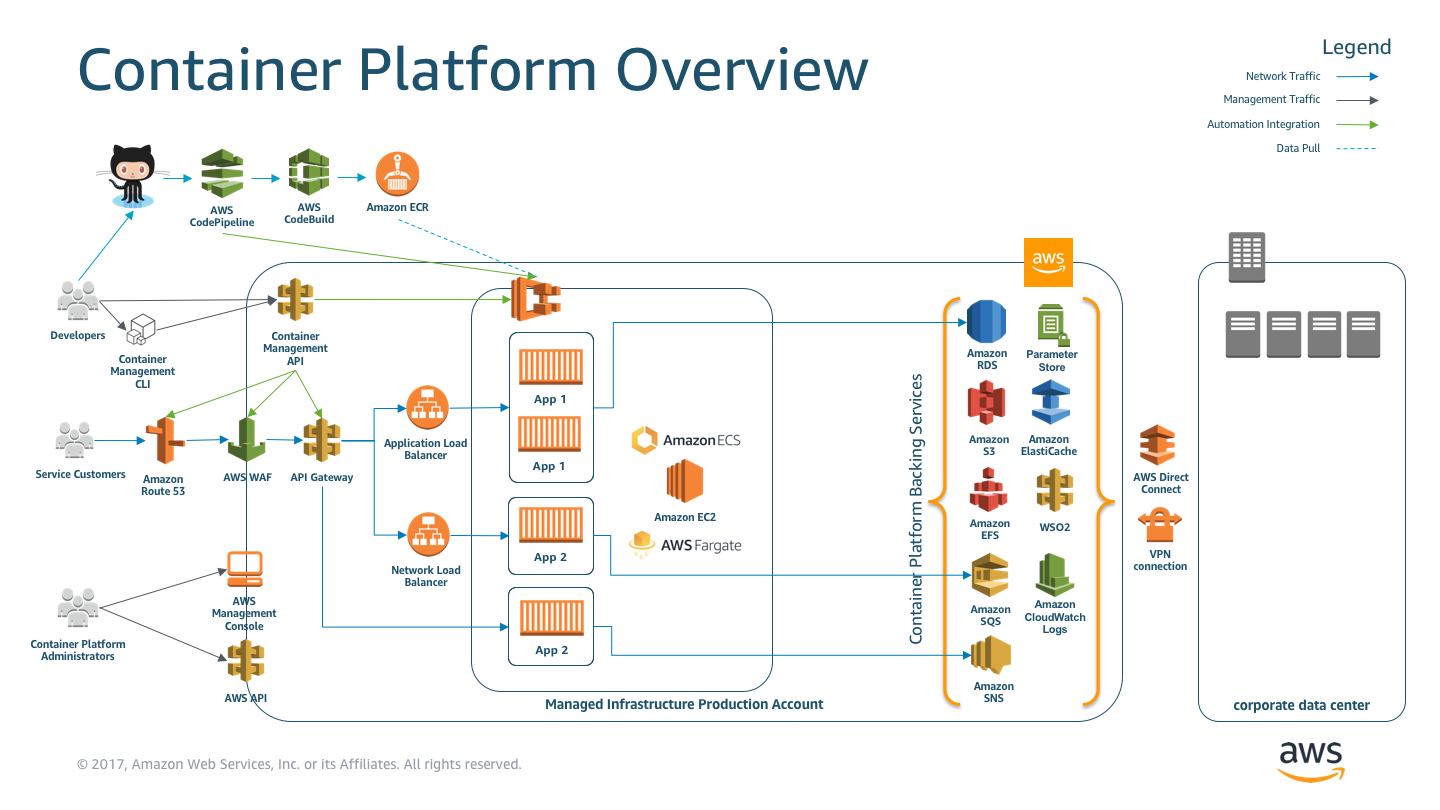 Container Platform Overview
Legend
Network Traffic
Management Traffic
Automation Integration
Data Pull
AWS
CodePipeline
AWS
CodeBuild
Amazon ECR
aws
Developers
Container
Management
CLI
Container
Management
API
Service Customers
Amazon
Route 53
AWS WAF
API Gateway
Application Load
Balancer
Network Load
Balancer
App 1
App 1
App 2
App 2
Amazon ECS
Amazon EC2
AWS Fargate
Container Platform Backing Services
Amazon
RDS
Parameter
Store
Amazon
S3
Amazon
ElastiCache
Amazon
EFS
WSO2
Amazon
SQS
Amazon
CloudWatch
Logs
Amazon
SNS
AWS Direct
Connect
VPN
connection
Container Platform
Administrators
AWS
Management
Console
AWS API
Managed Infrastructure Production Account
corporate data center
© 2017, Amazon Web Services, Inc. or its Affiliates. All rights reserved.
aws